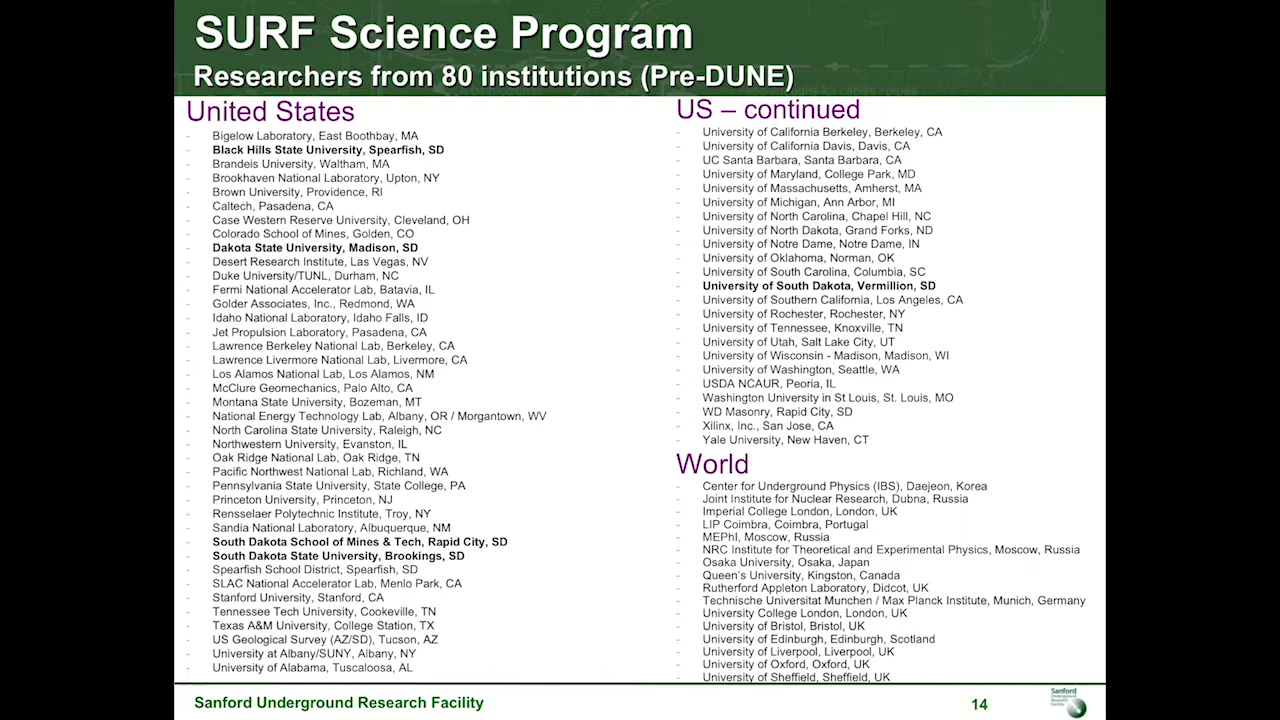 SURF Science Program
Researchers from 80 institutions (Pre-DUNE)
United States
- Bigelow Laboratory, East Boothbay, MA
- Black Hills State University, Spearfish, SD
- Brandeis University, Waltham, MA
- Brookhaven National Laboratory, Upton, NY
- Brown University, Providence, RI
- Caltech, Pasadena, CA
- Case Western Reserve University, Cleveland, OH
- Colorado School of Mines, Golden, CO
- Dakota State University, Madison, SD
- Desert Research Institute, Las Vegas, NV
- Duke University/TUNL, Durham, NC
- Fermi National Accelerator Lab, Batavia, IL
- Golder Associates, Inc., Redmond, WA
- Idaho National Laboratory, Idaho Falls, ID
- Jet Propulsion Laboratory, Pasadena, CA
- Lawrence Berkeley National Lab, Berkeley, CA
- Lawrence Livermore National Lab, Livermore, CA
- Los Alamos National Lab, Los Alamos, NM
- McClure Geomechanics, Palo Alto, CA
- Montana State University, Bozeman, MT
- National Energy Technology Lab, Albany, OR / Morgantown, WV
- North Carolina State University, Raleigh, NC
- Northwestern University, Evanston, IL
- Oak Ridge National Lab, Oak Ridge, TN
- Pacific Northwest National Lab, Richland, WA
- Pennsylvania State University, State College, PA
- Princeton University, Princeton, NJ
- Rensselaer Polytechnic Institute, Troy, NY
- Sandia National Laboratory, Albuquerque, NM
- South Dakota School of Mines & Tech, Rapid City, SD
- South Dakota State University, Brookings, SD
- Spearfish School District, Spearfish, SD
- SLAC National Accelerator Lab, Menlo Park, CA
- Stanford University, Stanford, CA
- Tennessee Tech University, Cookeville, TN
- Texas A&M University, College Station, TX
- US Geological Survey (AZ/SD), Tucson, AZ
- University at Albany/SUNY, Albany, NY
- University of Alabama, Tuscaloosa, AL
US – continued
- University of California Berkeley, Berkeley, CA
- University of California Davis, Davis, CA
- UC Santa Barbara, Santa Barbara, CA
- University of Maryland, College Park, MD
- University of Massachusetts, Amherst, MA
- University of Michigan, Ann Arbor, MI
- University of North Carolina, Chapel Hill, NC
- University of North Dakota, Grand Forks, ND
- University of Notre Dame, Notre Dame, IN
- University of Oklahoma, Norman, OK
- University of South Carolina, Columbia, SC
- University of South Dakota, Vermillion, SD
- University of Southern California, Los Angeles, CA
- University of Rochester, Rochester, NY
- University of Tennessee, Knoxville, TN
- University of Utah, Salt Lake City, UT
- University of Wisconsin - Madison, Madison, WI
- University of Washington, Seattle, WA
- USDA NCAUR, Peoria, IL
- Washington University in St Louis, St. Louis, MO
- WD Masonry, Rapid City, SD
- Xilinx, Inc., San Jose, CA
- Yale University, New Haven, CT
World
- Center for Underground Physics (IBS), Daejeon, Korea
- Joint Institute for Nuclear Research, Dubna, Russia
- Imperial College London, London, UK
- LIP Coimbra, Coimbra, Portugal
- MEPhI, Moscow, Russia
- NRC Institute for Theoretical and Experimental Physics, Moscow, Russia
- Osaka University, Osaka, Japan
- Queen's University, Kingston, Canada
- Rutherford Appleton Laboratory, Didcot, UK
- Technische Universitat Munchen / Max Planck Institute, Munich, Germany
- University College London, London, UK
- University of Bristol, Bristol, UK
- University of Edinburgh, Edinburgh, Scotland
- University of Liverpool, Liverpool, UK
- University of Oxford, Oxford, UK
- University of Sheffield, Sheffield, UK
Sanford Underground Research Facility
14
Sanford
Underground
Research
Facility